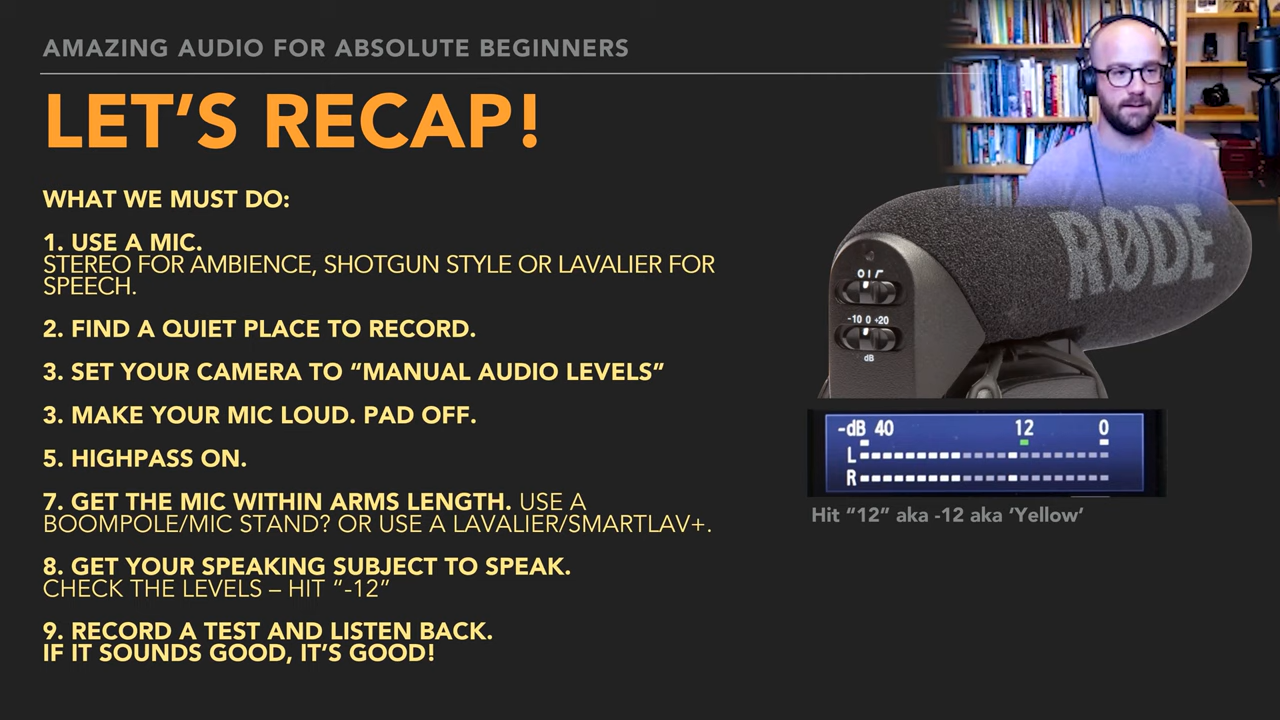 AMAZING AUDIO FOR ABSOLUTE BEGINNERS
LET’S RECAP!
WHAT WE MUST DO:
1. USE A MIC.
STEREO FOR AMBIENCE, SHOTGUN STYLE OR LAVALIER FOR
SPEECH.
2. FIND A QUIET PLACE TO RECORD.
3. SET YOUR CAMERA TO “MANUAL AUDIO LEVELS”
3. MAKE YOUR MIC LOUD. PAD OFF.
5. HIGHPASS ON.
7. GET THE MIC WITHIN ARMS LENGTH. USE A
BOOMPOLE/MIC STAND? OR USE A LAVALIER/SMARTLAV+.
8. GET YOUR SPEAKING SUBJECT TO SPEAK.
CHECK THE LEVELS – HIT “-12”
9. RECORD A TEST AND LISTEN BACK.
IF IT SOUNDS GOOD, IT’S GOOD!
RØDE
0 I
-10 0 +20
dB
-dB 40 12 0
L
R
Hit “12” aka -12 aka ‘Yellow’